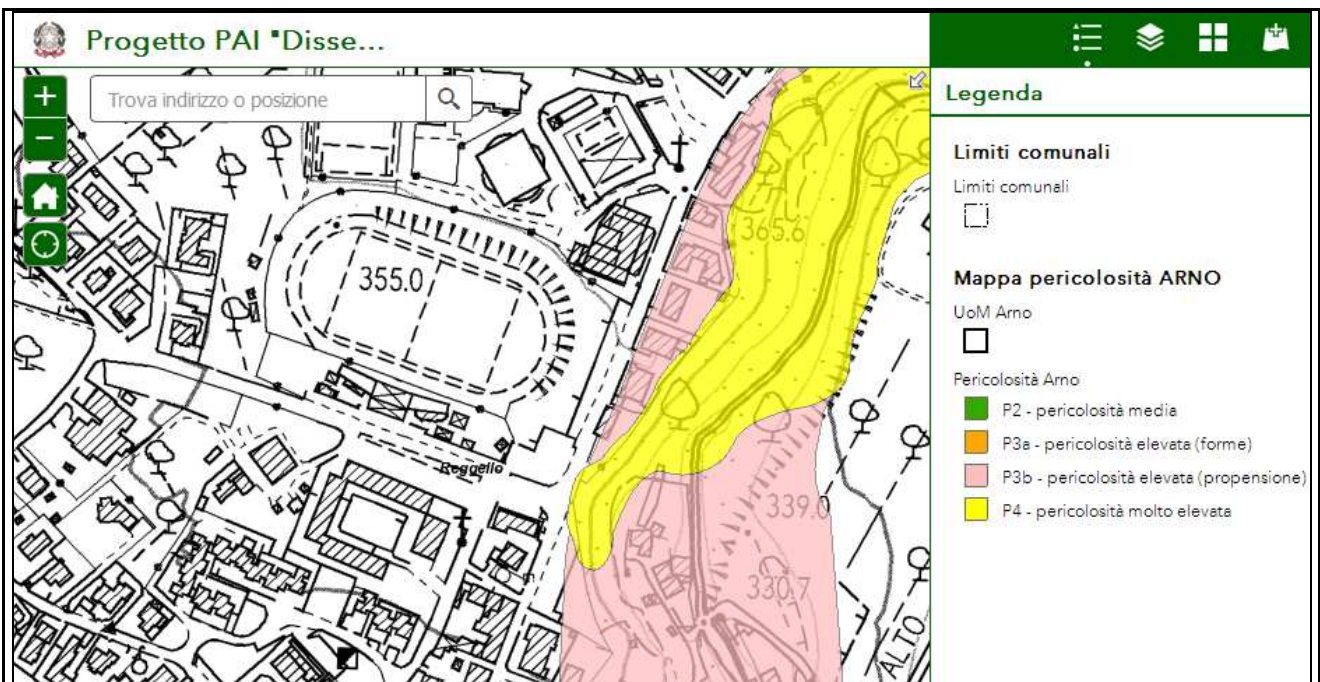 Progetto PAI "Disse...
+
Trova indirizzo o posizione
−
365.6
355.0
Reggello
339.0
330.7
ALTO
Legenda
Limiti comunali
Limiti comunali
Mappa pericolosità ARNO
UoM Arno
Pericolosità Arno
P2 - pericolosità media
P3a - pericolosità elevata (forme)
P3b - pericolosità elevata (propensione)
P4 - pericolosità molto elevata